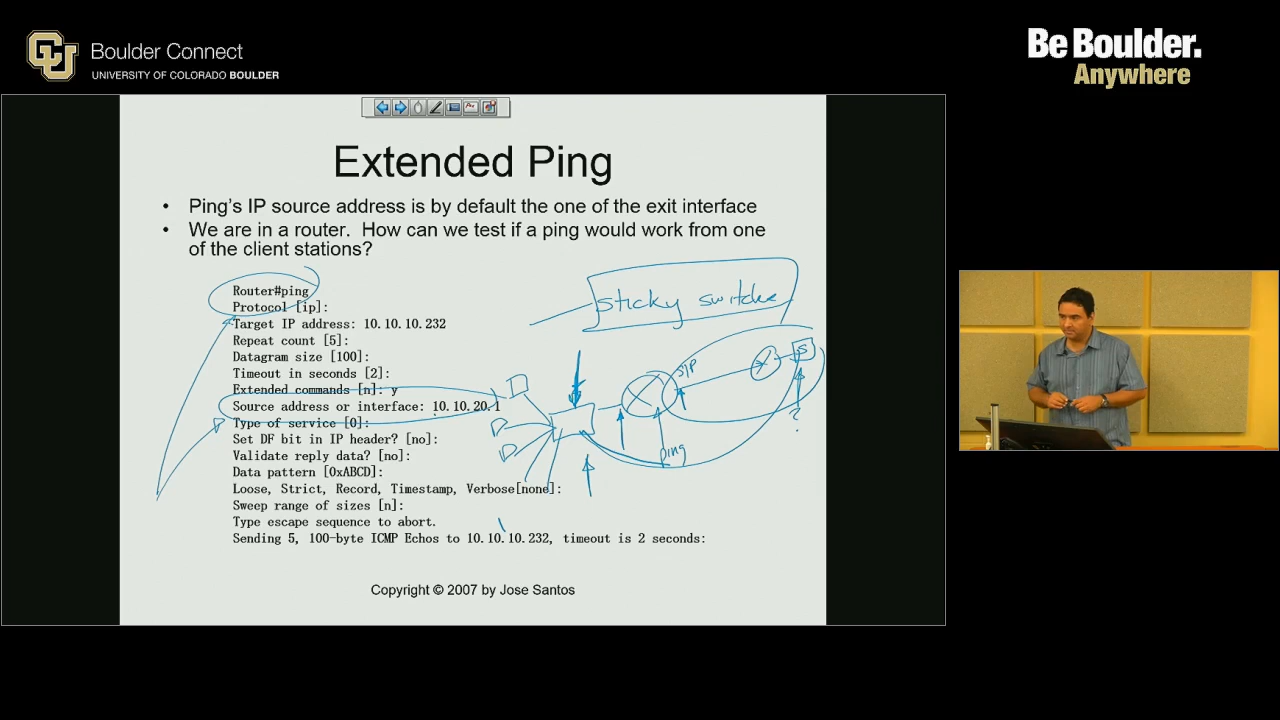 CU
Boulder Connect
UNIVERSITY OF COLORADO BOULDER
Be Boulder.
Anywhere
Extended Ping
• Ping's IP source address is by default the one of the exit interface
• We are in a router. How can we test if a ping would work from one
of the client stations?
Router#ping
Protocol [ip]:
Target IP address: 10.10.10.232
Repeat count [5]:
Datagram size [100]:
Timeout in seconds [2]:
Extended commands [n]: y
Source address or interface: 10.10.20.1
Type of service [0]:
Set DF bit in IP header? [no]:
Validate reply data? [no]:
Data pattern [0xABCD]:
Loose, Strict, Record, Timestamp, Verbose[none]:
Sweep range of sizes [n]:
Type escape sequence to abort.
Sending 5, 100-byte ICMP Echos to 10.10.10.232, timeout is 2 seconds:
sticky
S
ping
?
Copyright © 2007 by Jose Santos